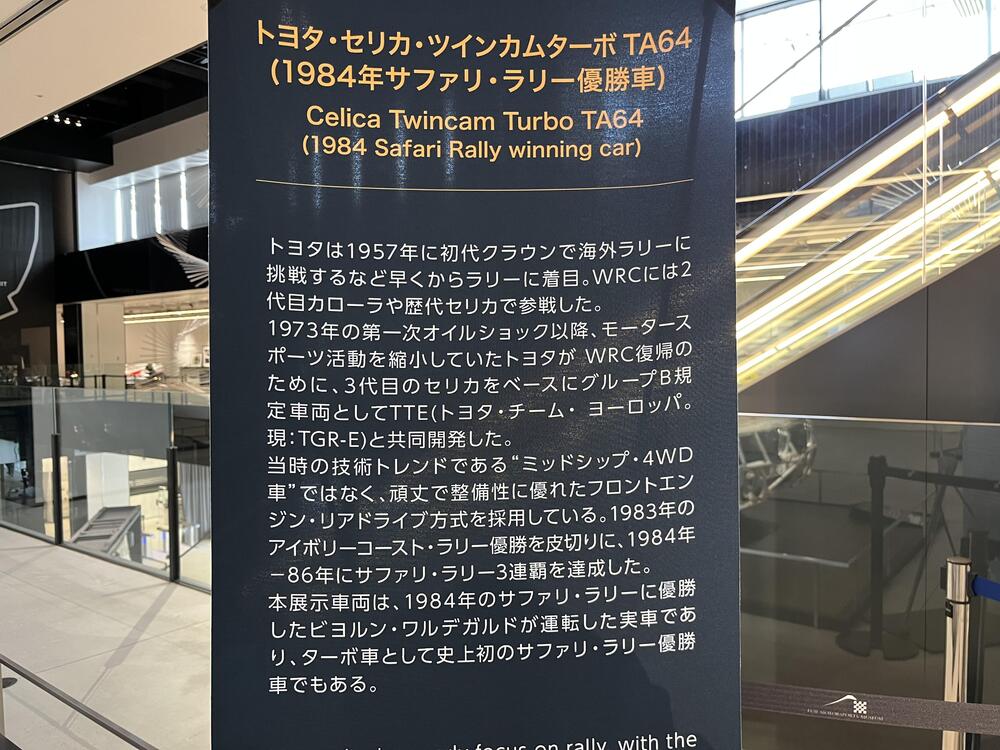 トヨタ・セリカ・ツインカムターボ TA64
(1984年サファリ・ラリー優勝車)
Celica Twincam Turbo TA64
(1984 Safari Rally winning car)
トヨタは1957年に初代クラウンで海外ラリーに
挑戦するなど早くからラリーに着目。WRCには2
代目カローラや歴代セリカで参戦した。
1973年の第一次オイルショック以降、モータース
ポーツ活動を縮小していたトヨタが WRC復帰の
ために、3代目のセリカをベースにグループB規
定車両としてTTE(トヨタ・チーム・ ヨーロッパ。
現：TGR-E)と共同開発した。
当時の技術トレンドである“ミッドシップ・4WD
車”ではなく、頑丈で整備性に優れたフロントエン
ジン・リアドライブ方式を採用している。1983年の
アイボリーコースト・ラリー優勝を皮切りに、1984年
－86年にサファリ・ラリー3連覇を達成した。
本展示車両は、1984年のサファリ・ラリーに優勝
したビヨルン・ワルデガルドが運転した実車であ
り、ターボ車として史上初のサファリ・ラリー優勝
車でもある。
focus on rally, with the
FUJI MOTORSPORTS MUSEUM